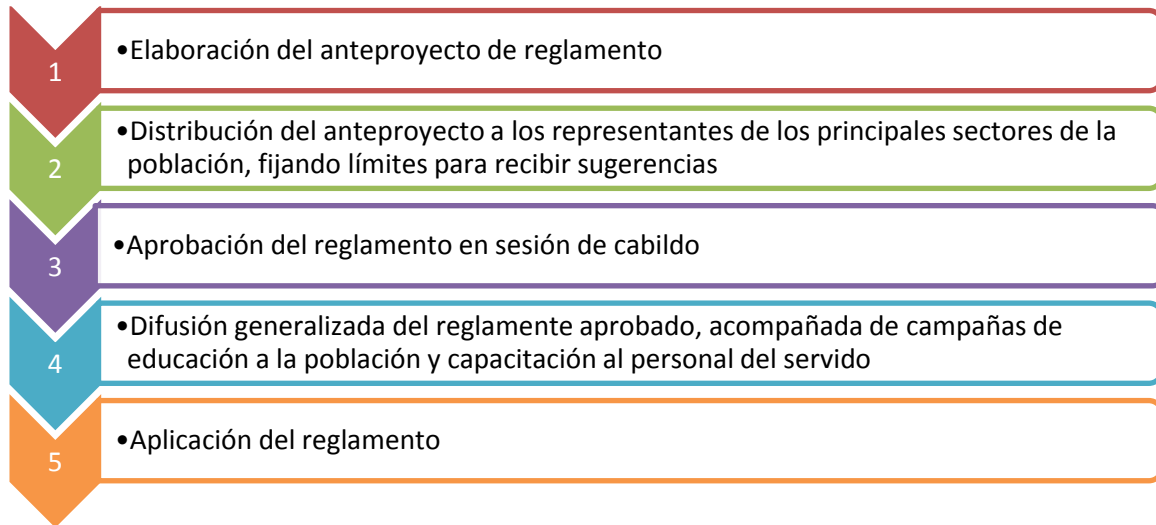 1
•Elaboración del anteproyecto de reglamento
2
•Distribución del anteproyecto a los representantes de los principales sectores de la
población, fijando límites para recibir sugerencias
3
•Aprobación del reglamento en sesión de cabildo
4
•Difusión generalizada del reglamente aprobado, acompañada de campañas de
educación a la población y capacitación al personal del servido
5
•Aplicación del reglamento